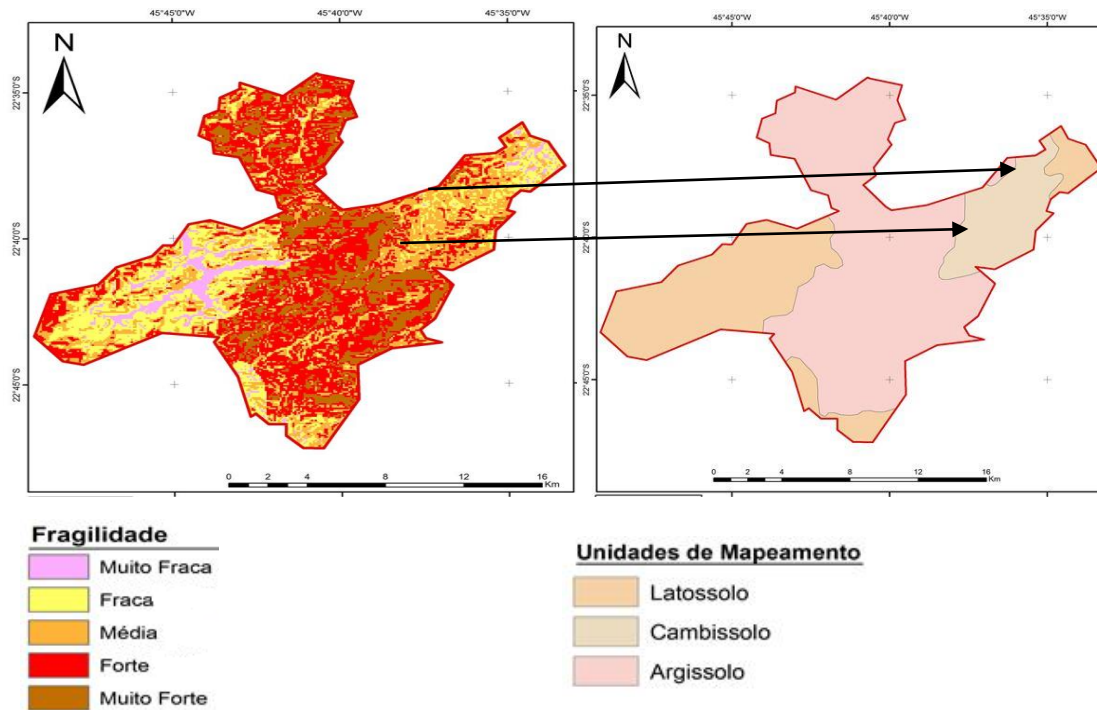 45°45'0"W
45°40'0"W
45°35'0"W
N
22°35'0"S
22°40'0"S
22°45'0"S
0 2 4 8 12 16
Km
45°45'0"W
45°40'0"W
45°35'0"W
N
22°35'0"S
22°40'0"S
22°45'0"S
0 2 4 8 12 16
Km
Fragilidade
Muito Fraca
Fraca
Média
Forte
Muito Forte
Unidades de Mapeamento
Latossolo
Cambissolo
Argissolo